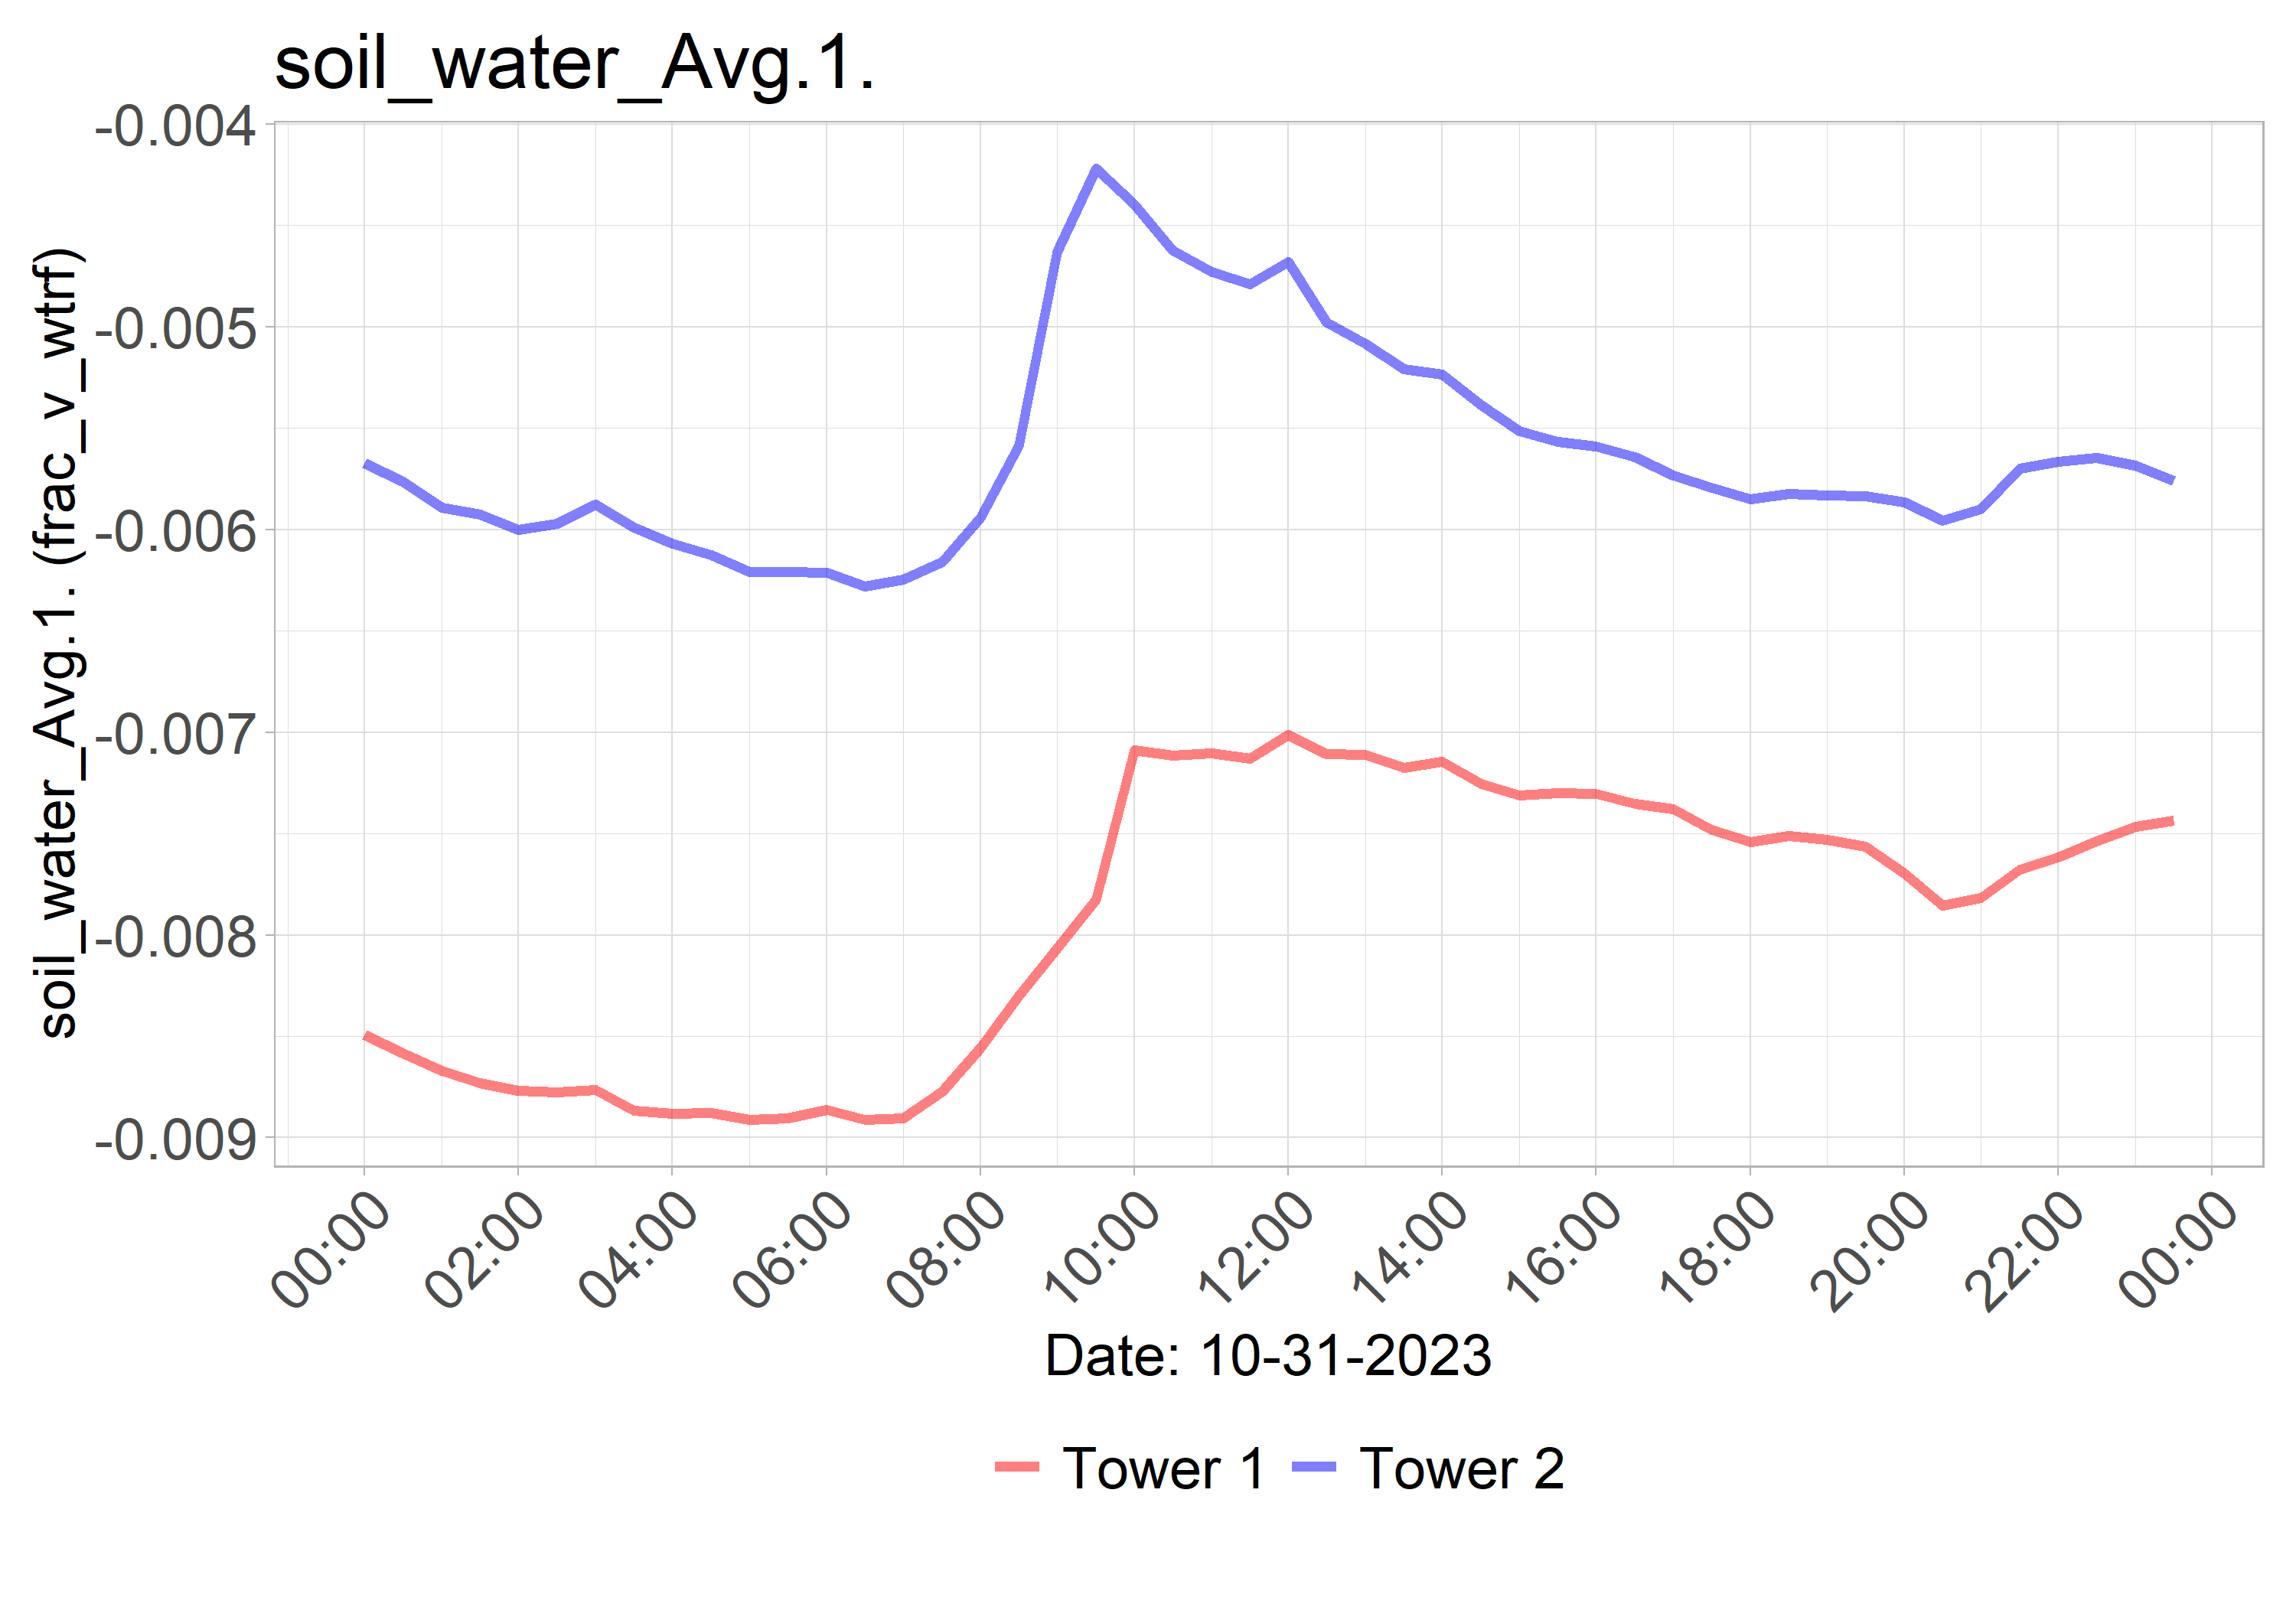 soil_water_Avg.1.
soil_water_Avg.1. (frac_v_wtrf)
-0.004
-0.005
-0.006
-0.007
-0.008
-0.009
00:00 02:00 04:00 06:00 08:00 10:00 12:00 14:00 16:00 18:00 20:00 22:00 00:00
Date: 10-31-2023
Tower 1 Tower 2